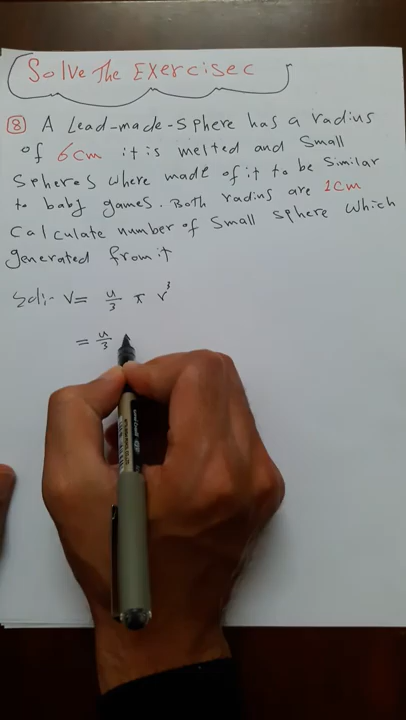 Solve The Exercisec
8 A Lead-made-sphere has a radius
of 6cm it is melted and small
spheres where made of it to be similar
to baby games. Both radius are 1cm
Calculate number of small sphere which
generated from it
Sol:- V= 4/3 π r³
= 4/3